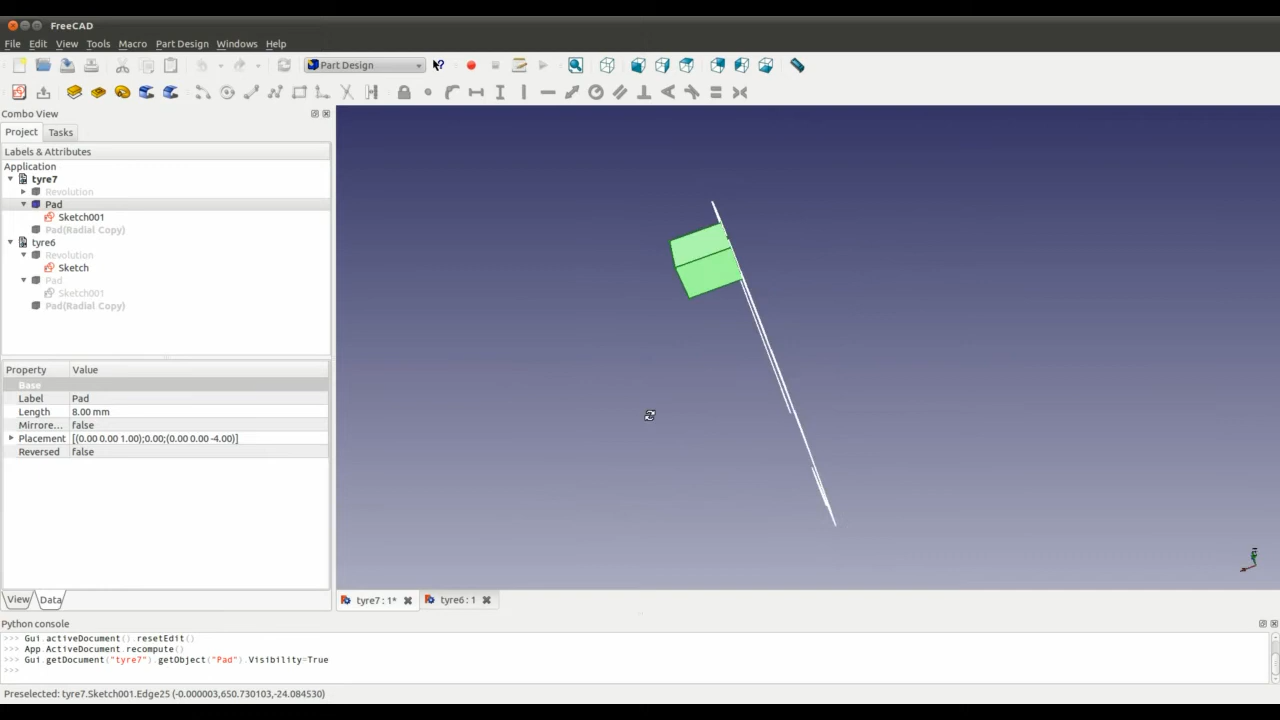 FreeCAD
File Edit View Tools Macro Part Design Windows Help
Part Design
Combo View
Project Tasks
Labels & Attributes
Application
tyre7
Revolution
Pad
Sketch001
Pad(Radial Copy)
tyre6
Revolution
Sketch
Pad
Sketch001
Pad(Radial Copy)
Property Value
Base
Label Pad
Length 8.00 mm
Mirrore... false
Placement [(0.00 0.00 1.00);0.00;(0.00 0.00 -4.00)]
Reversed false
View Data
tyre7 : 1* tyre6 : 1
Python console
>>> Gui.activeDocument().resetEdit()
>>> App.ActiveDocument.recompute()
>>> Gui.getDocument("tyre7").getObject("Pad").Visibility=True
>>>
Preselected: tyre7.Sketch001.Edge25 (-0.000003,650.730103,-24.084530)